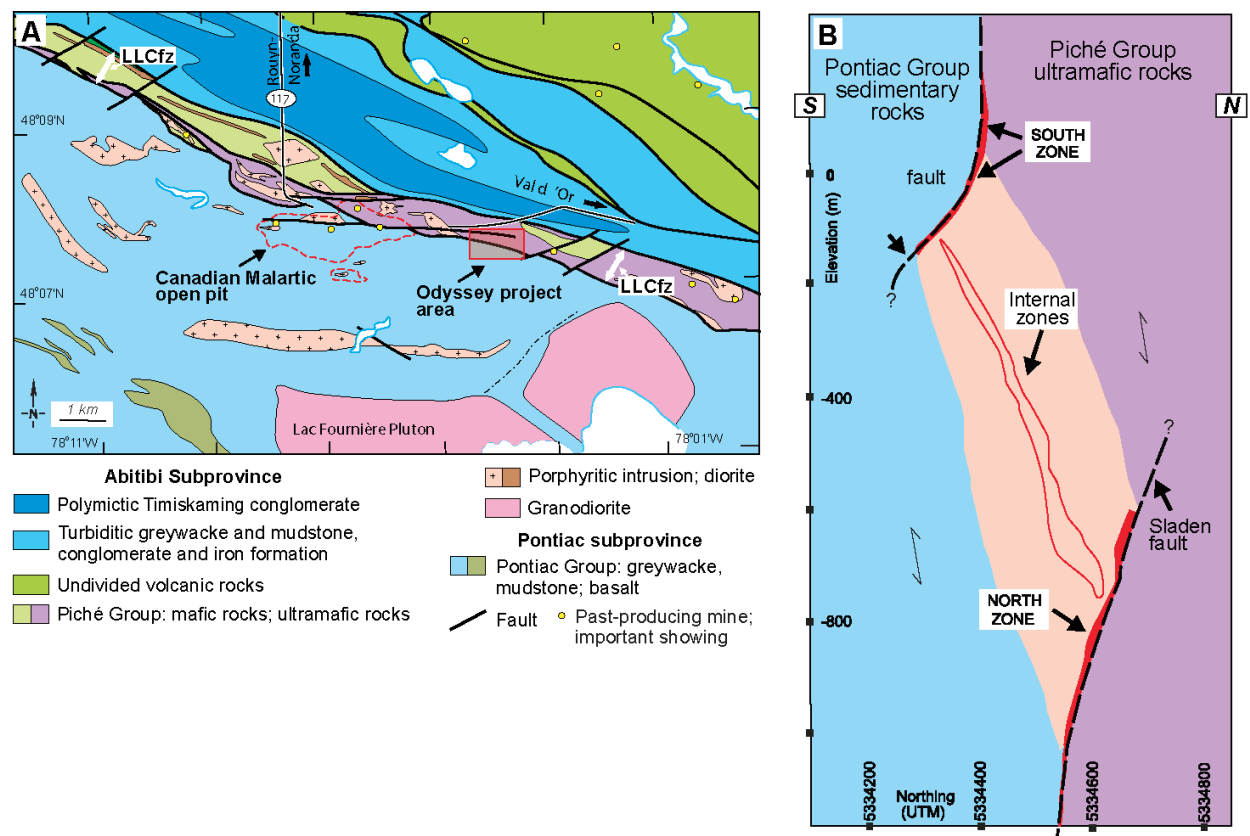 A
LLCfz
Rouyn-
Noranda
117
48°09'N
Val d 'Or
Canadian Malartic
open pit
Odyssey project
area
LLCfz
48°07'N
N
1 km
Lac Fournière Pluton
78°11'W
78°01'W
Abitibi Subprovince
Polymictic Timiskaming conglomerate
Turbiditic greywacke and mudstone,
conglomerate and iron formation
Undivided volcanic rocks
Piché Group: mafic rocks; ultramafic rocks
Porphyritic intrusion; diorite
Granodiorite
Pontiac subprovince
Pontiac Group: greywacke,
mudstone; basalt
Fault
Past-producing mine;
important showing
B
Pontiac Group
sedimentary
rocks
Piché Group
ultramafic rocks
S
N
SOUTH
ZONE
fault
0
Elevation (m)
?
Internal
zones
-400
?
Sladen
fault
NORTH
ZONE
-800
5334200
Northing
(UTM)
5334400
5334600
5334800